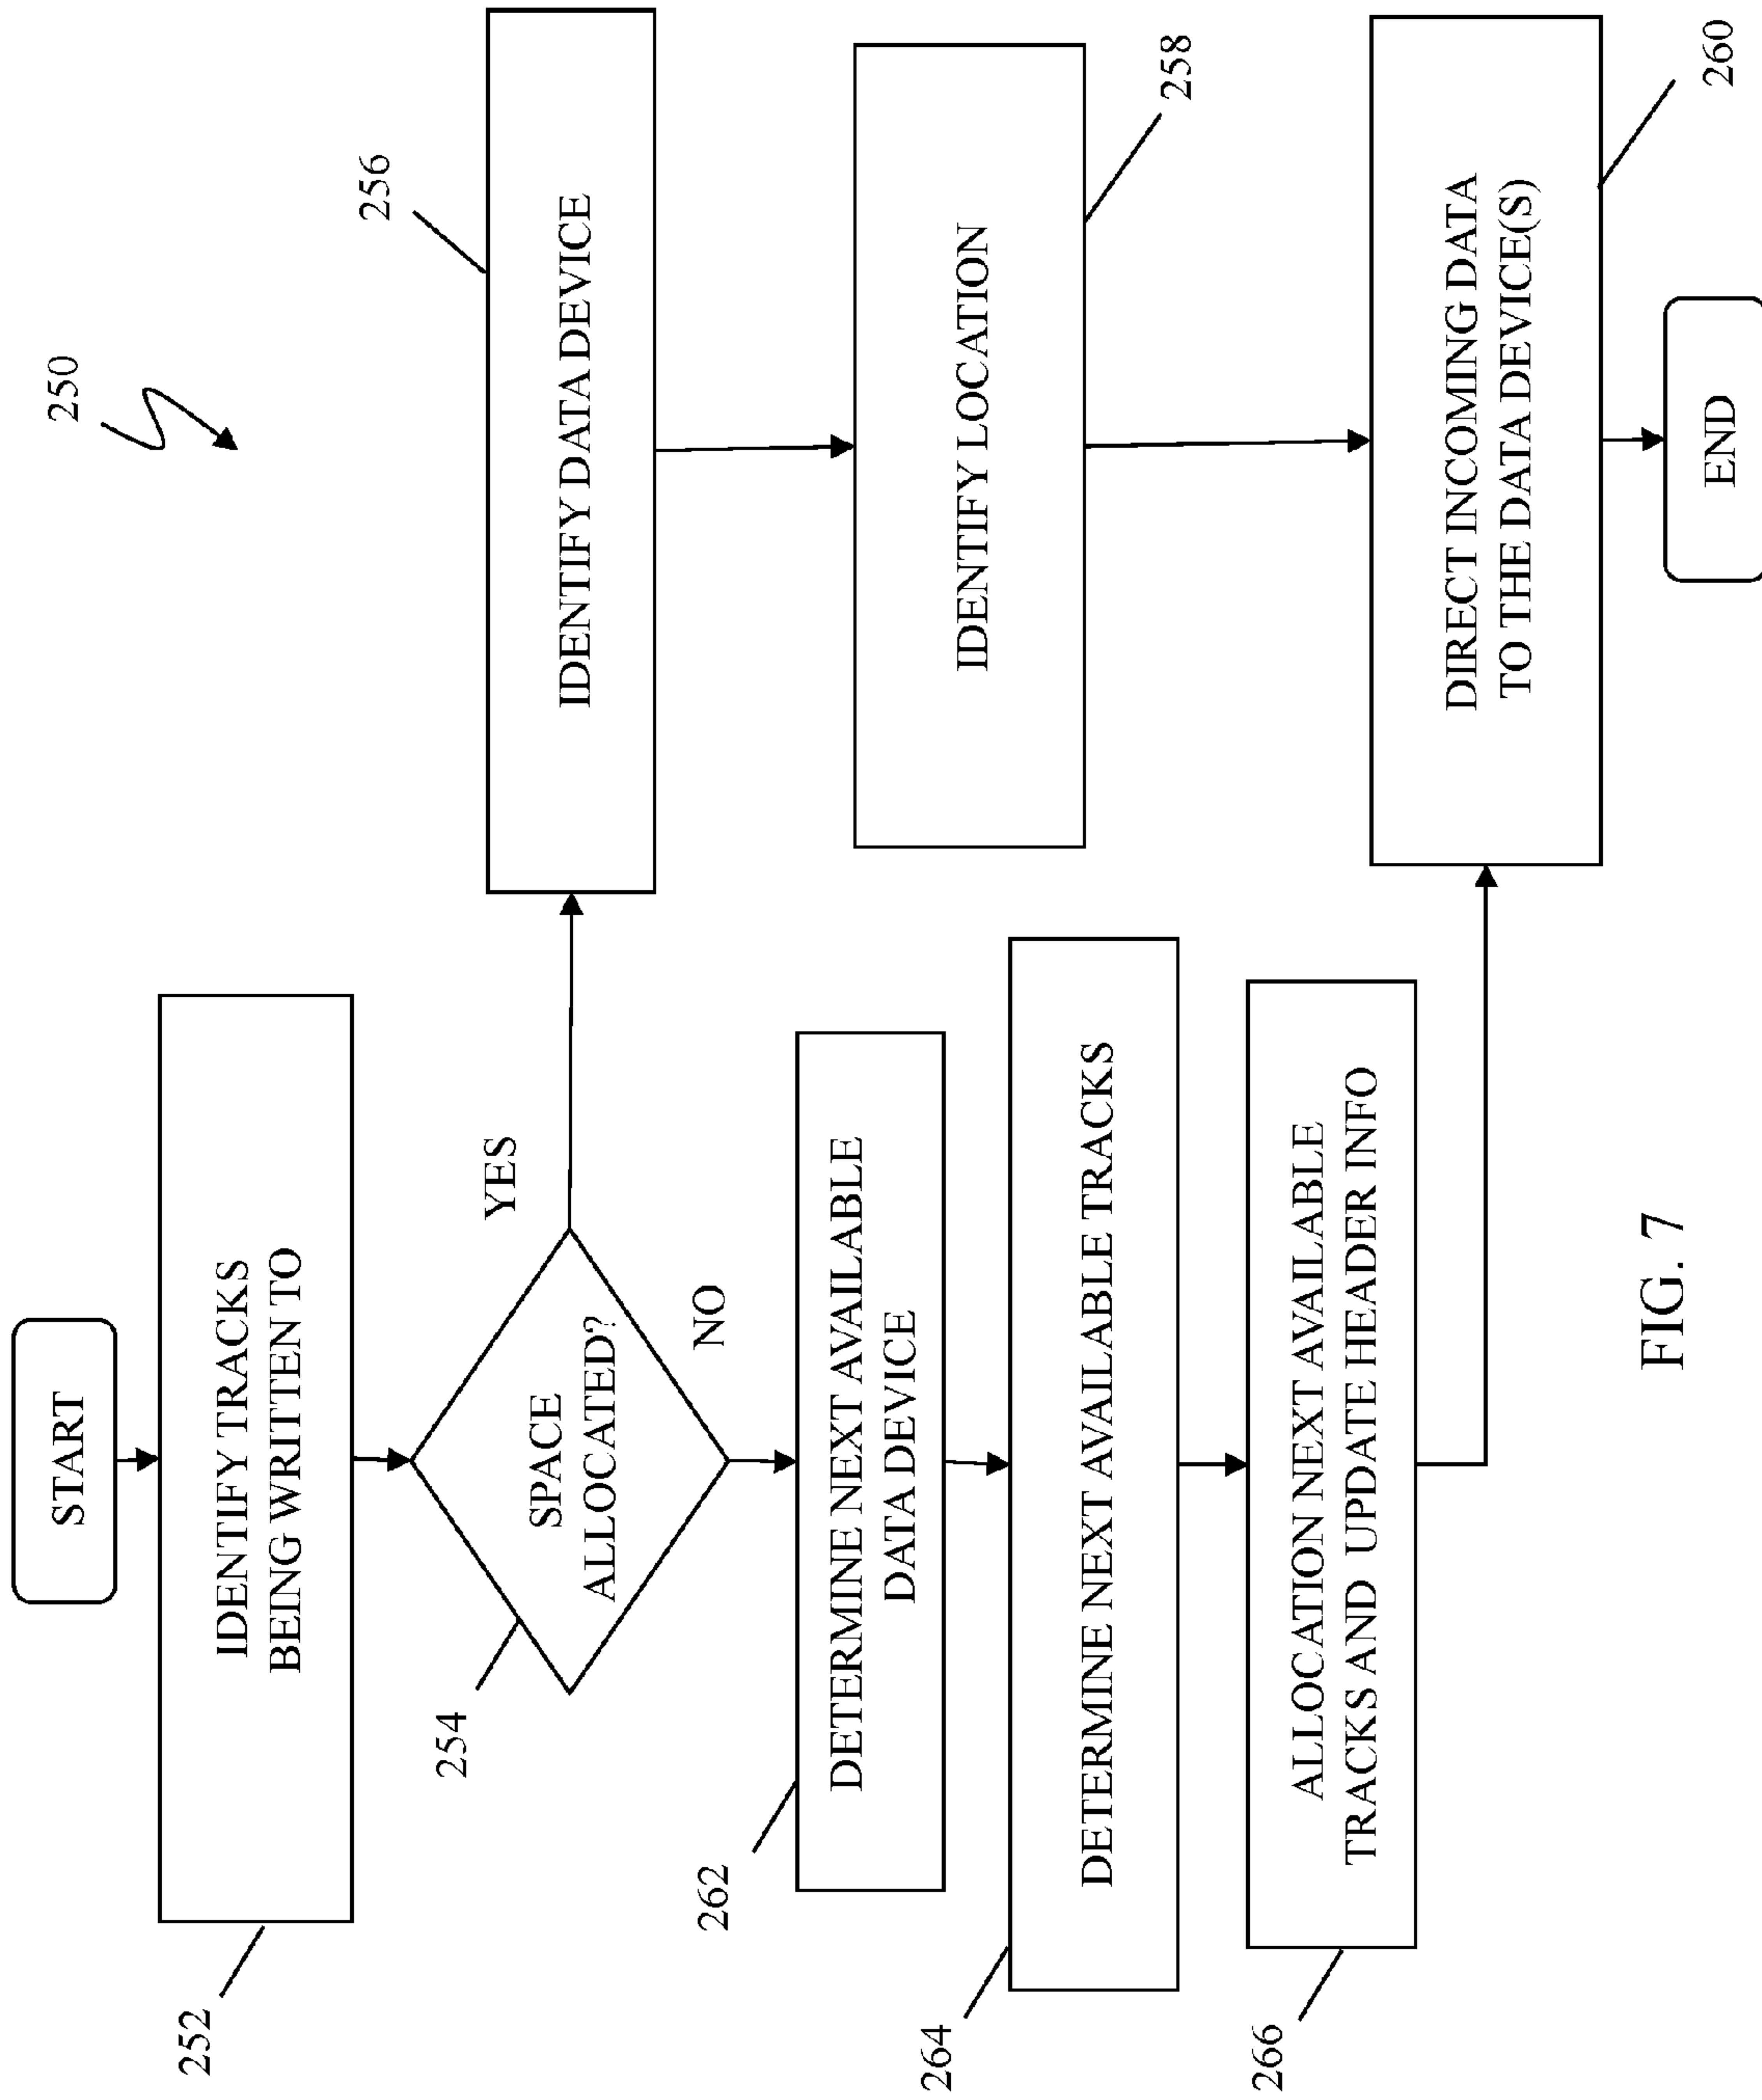 250
START
252
IDENTIFY TRACKS
BEING WRITTEN TO
254
SPACE
ALLOCATED?
YES
NO
256
IDENTIFY DATA DEVICE
258
IDENTIFY LOCATION
262
DETERMINE NEXT AVAILABLE
DATA DEVICE
264
DETERMINE NEXT AVAILABLE TRACKS
266
ALLOCATION NEXT AVAILABLE
TRACKS AND UPDATE HEADER INFO
260
DIRECT INCOMING DATA
TO THE DATA DEVICE(S)
END
FIG. 7